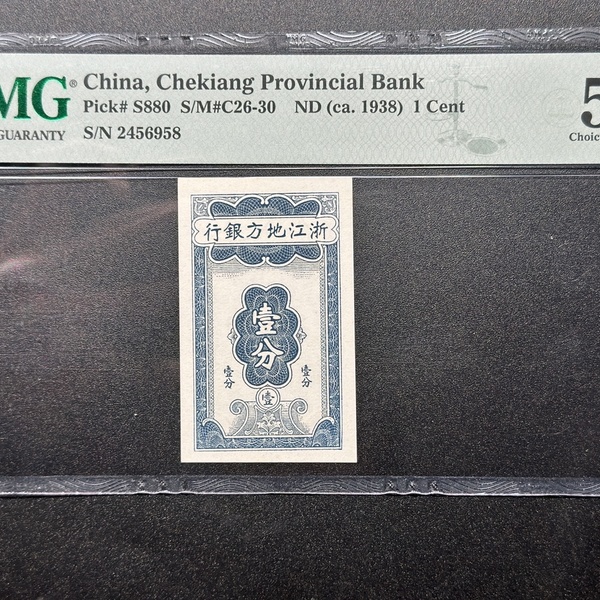 MG® China, Chekiang Provincial Bank
Pick# S880 S/M#C26-30 ND (ca. 1938) 1 Cent
GUARANTY S/N 2456958
5
Choic
行銀方地江浙
壹分
壹分
壹分
壹